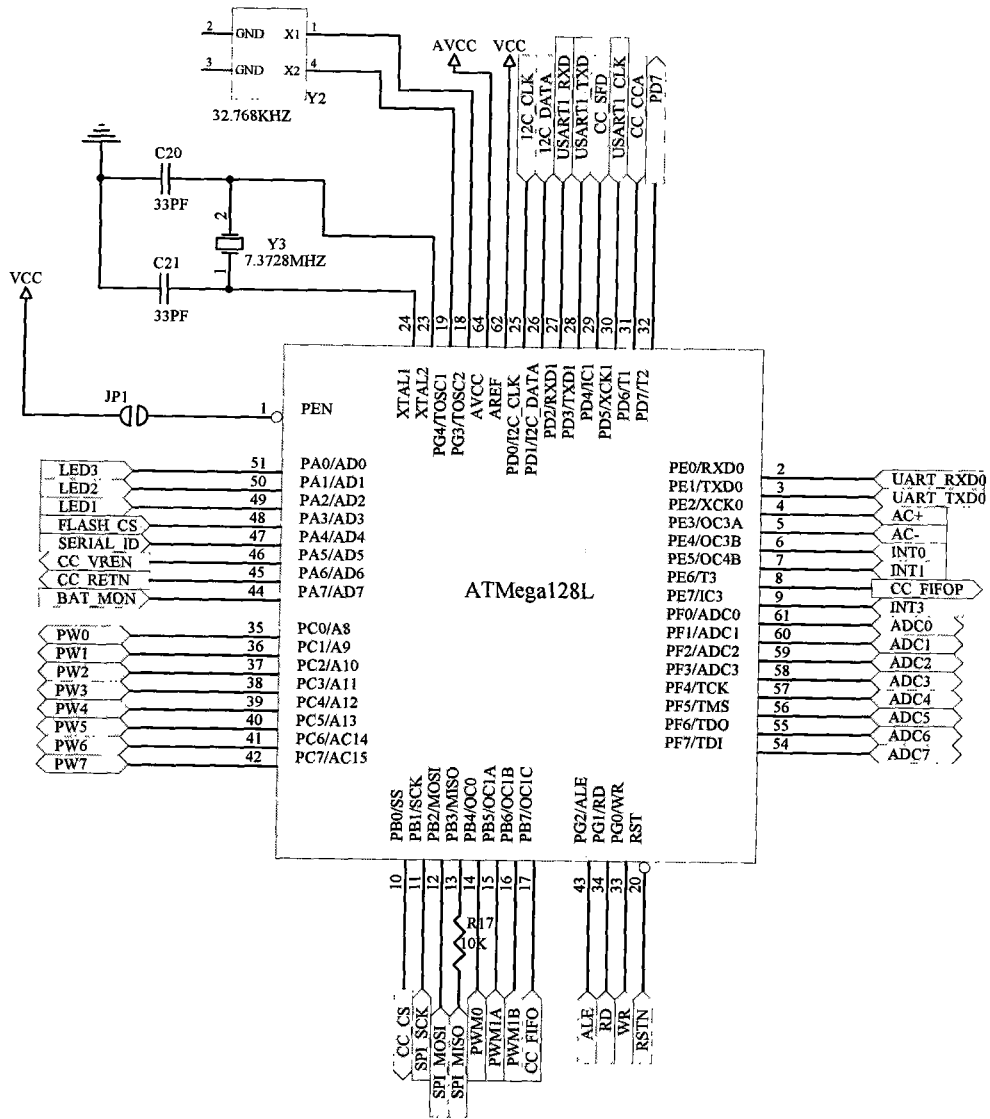 2 GND X1 1
3 GND X2 4
Y2
32.768KHZ
AVCC
VCC
I2C_CLK
I2C_DATA
USART1_RXD
USART1_TXD
CC_SFD
USART1_CLK
CC_CCA
PD7
C20
33PF
2
Y3
7.3728MHZ
1
C21
33PF
VCC
JP1
24
23
19
18
64
62
25
26
27
28
29
30
31
32
XTAL1
XTAL2
PG4/TOSC1
PG3/TOSC2
AVCC
AREF
PD0/I2C_CLK
PD1/I2C_DATA
PD2/RXD1
PD3/TXD1
PD4/IC1
PD5/XCK1
PD6/T1
PD7/T2
1 PEN
LED3 51 PA0/AD0
LED2 50 PA1/AD1
LED1 49 PA2/AD2
FLASH_CS 48 PA3/AD3
SERIAL_ID 47 PA4/AD4
CC_VREN 46 PA5/AD5
CC_RETN 45 PA6/AD6
BAT_MON 44 PA7/AD7
PW0 35 PC0/A8
PW1 36 PC1/A9
PW2 37 PC2/A10
PW3 38 PC3/A11
PW4 39 PC4/A12
PW5 40 PC5/A13
PW6 41 PC6/AC14
PW7 42 PC7/AC15
ATMega128L
PE0/RXD0 2 UART_RXD0
PE1/TXD0 3 UART_TXD0
PE2/XCK0 4 AC+
PE3/OC3A 5 AC-
PE4/OC3B 6 INT0
PE5/OC4B 7 INT1
PE6/T3 8 CC_FIFOP
PE7/IC3 9 INT3
PF0/ADC0 61 ADC0
PF1/ADC1 60 ADC1
PF2/ADC2 59 ADC2
PF3/ADC3 58 ADC3
PF4/TCK 57 ADC4
PF5/TMS 56 ADC5
PF6/TDO 55 ADC6
PF7/TDI 54 ADC7
PB0/SS
PB1/SCK
PB2/MOSI
PB3/MISO
PB4/OC0
PB5/OC1A
PB6/OC1B
PB7/OC1C
PG2/ALE
PG1/RD
PG0/WR
RST
10
11
12
13
14
15
16
17
43
34
33
20
R17
10K
CC_CS
SPI_SCK
SPI_MOSI
SPI_MISO
PWM0
PWM1A
PWM1B
CC_FIFO
ALE
RD
WR
RSTN